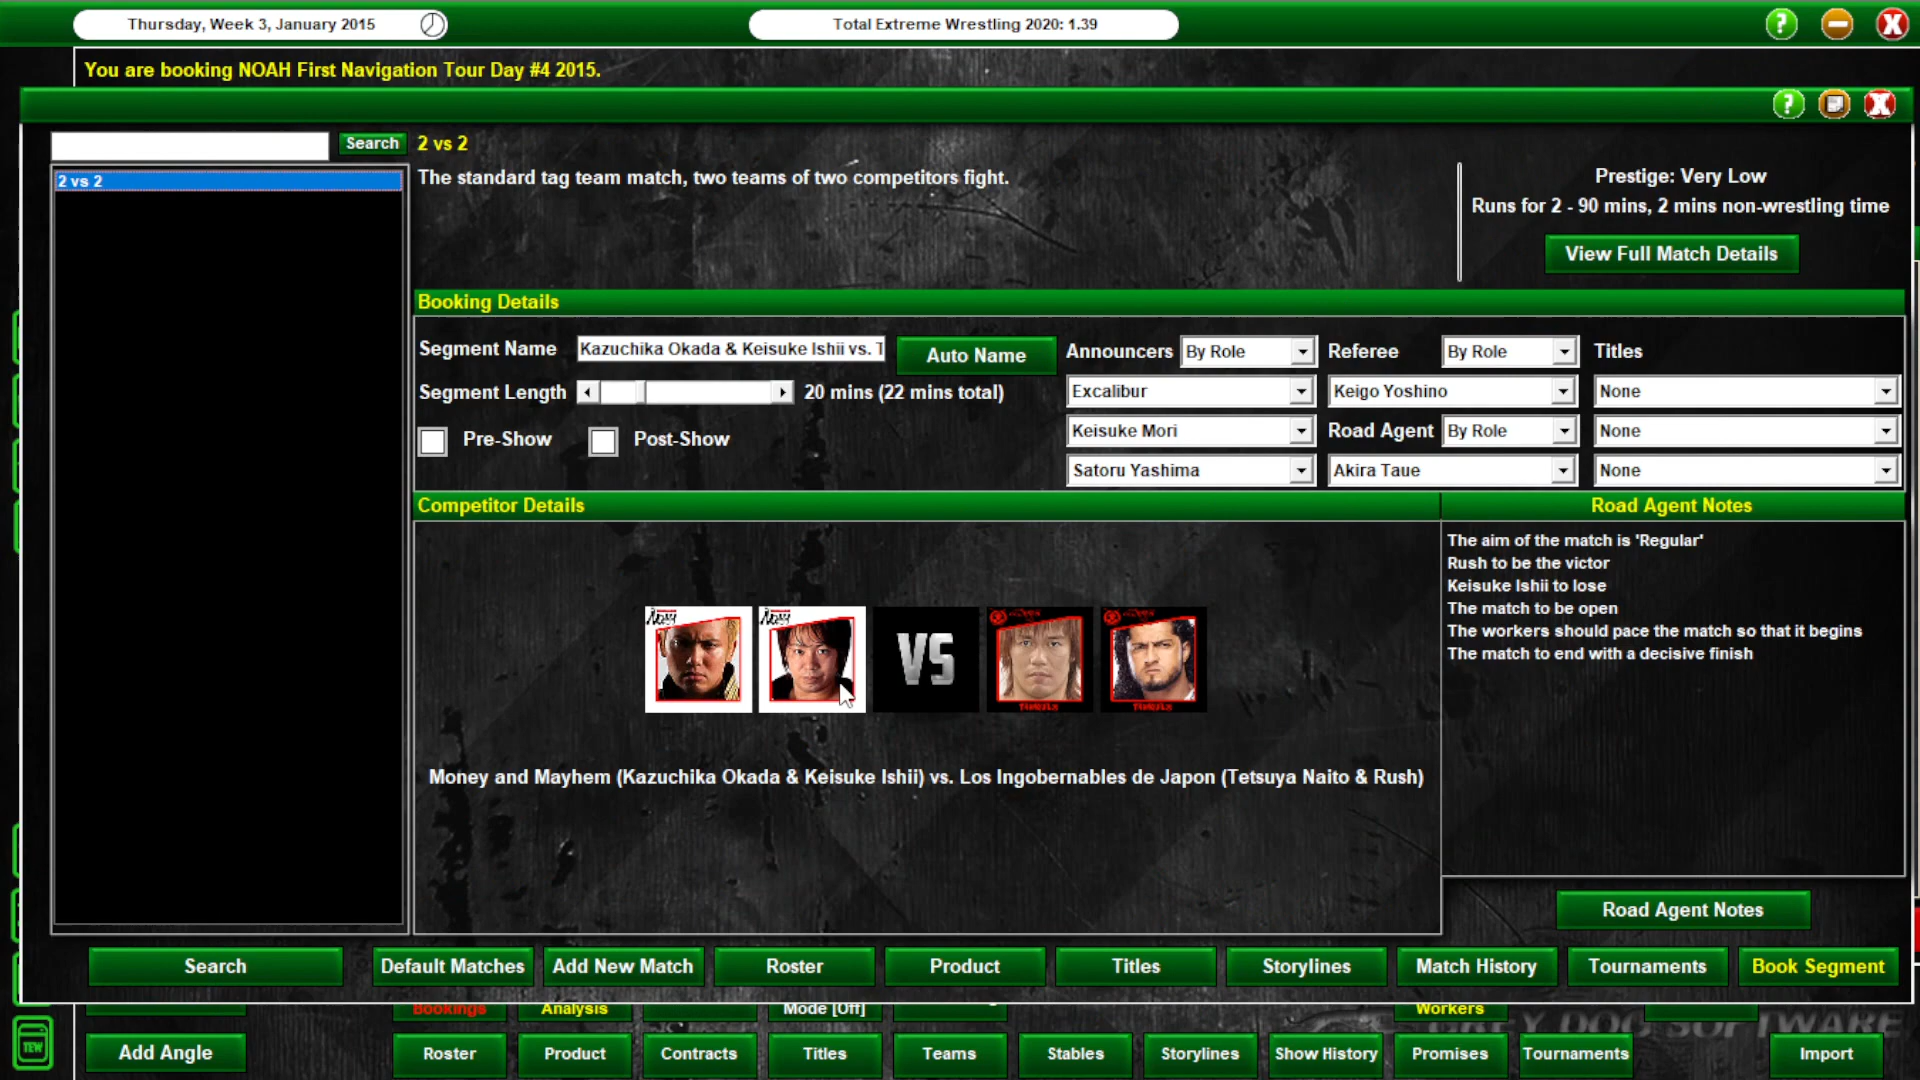 Thursday, Week 3, January 2015
Total Extreme Wrestling 2020: 1.39
You are booking NOAH First Navigation Tour Day #4 2015.
Search
2 vs 2
2 vs 2
The standard tag team match, two teams of two competitors fight.
Prestige: Very Low
Runs for 2 - 90 mins, 2 mins non-wrestling time
View Full Match Details
Booking Details
Segment Name
Kazuchika Okada & Keisuke Ishii vs. T
Auto Name
Announcers
By Role
Referee
By Role
Titles
Segment Length
20 mins (22 mins total)
Excalibur
Keigo Yoshino
None
Pre-Show
Post-Show
Keisuke Mori
Road Agent
By Role
None
Satoru Yashima
Akira Taue
None
Competitor Details
Road Agent Notes
The aim of the match is 'Regular'
Rush to be the victor
Keisuke Ishii to lose
The match to be open
The workers should pace the match so that it begins
The match to end with a decisive finish
VS
Money and Mayhem (Kazuchika Okada & Keisuke Ishii) vs. Los Ingobernables de Japon (Tetsuya Naito & Rush)
Road Agent Notes
Search
Default Matches
Add New Match
Roster
Product
Titles
Storylines
Match History
Tournaments
Book Segment
Bookings
Analysis
Mode [Off]
Workers
GREY DOG SOFTWARE
TEW
Add Angle
Roster
Product
Contracts
Titles
Teams
Stables
Storylines
Show History
Promises
Tournaments
Import